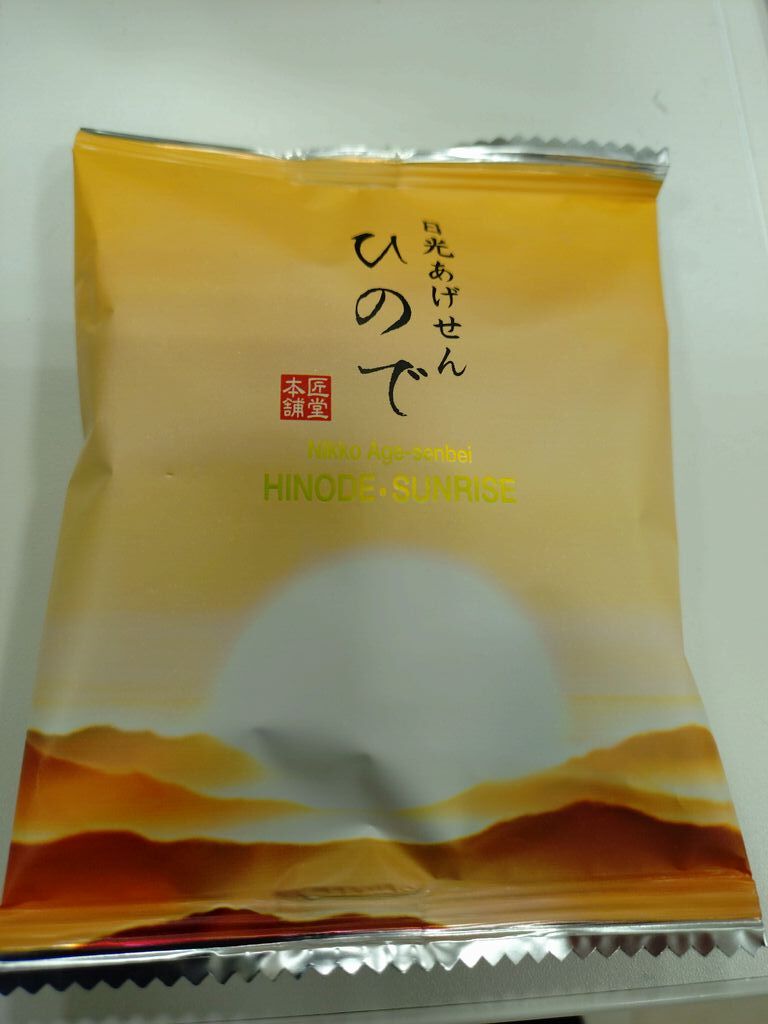 日光あげせん
ひので
匠堂
本舗
Nikko Age-senbei
HINODE・SUNRISE